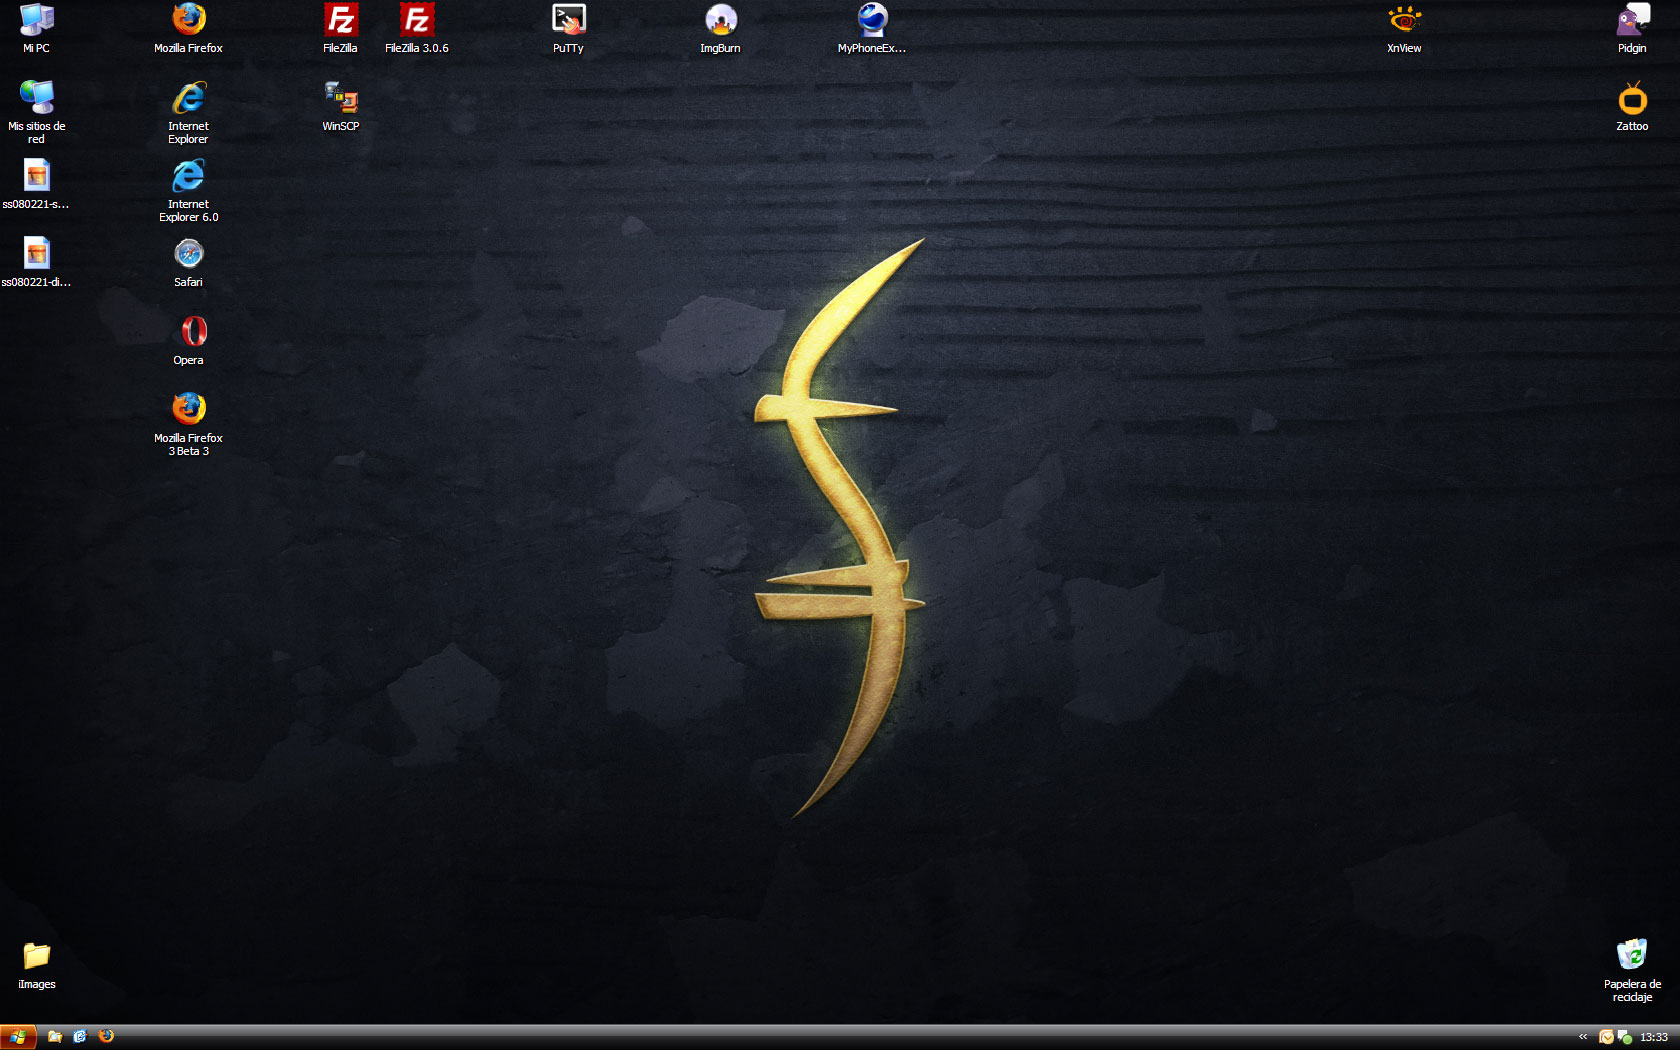 Mi PC
Mozilla Firefox
FileZilla
FileZilla 3.0.6
PuTTy
ImgBurn
MyPhoneEx...
XnView
Pidgin
Mis sitios de
red
Internet
Explorer
WinSCP
Zattoo
ss080221-s...
Internet
Explorer 6.0
ss080221-di...
Safari
Opera
Mozilla Firefox
3 Beta 3
iImages
Papelera de
reciclaje
13:33